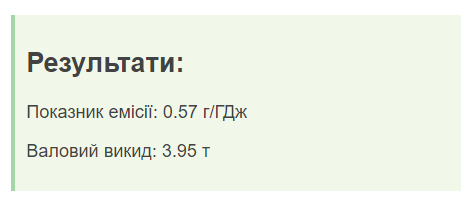 Результати:
Показник емісії: 0.57 г/ГДж
Валовий викид: 3.95 т